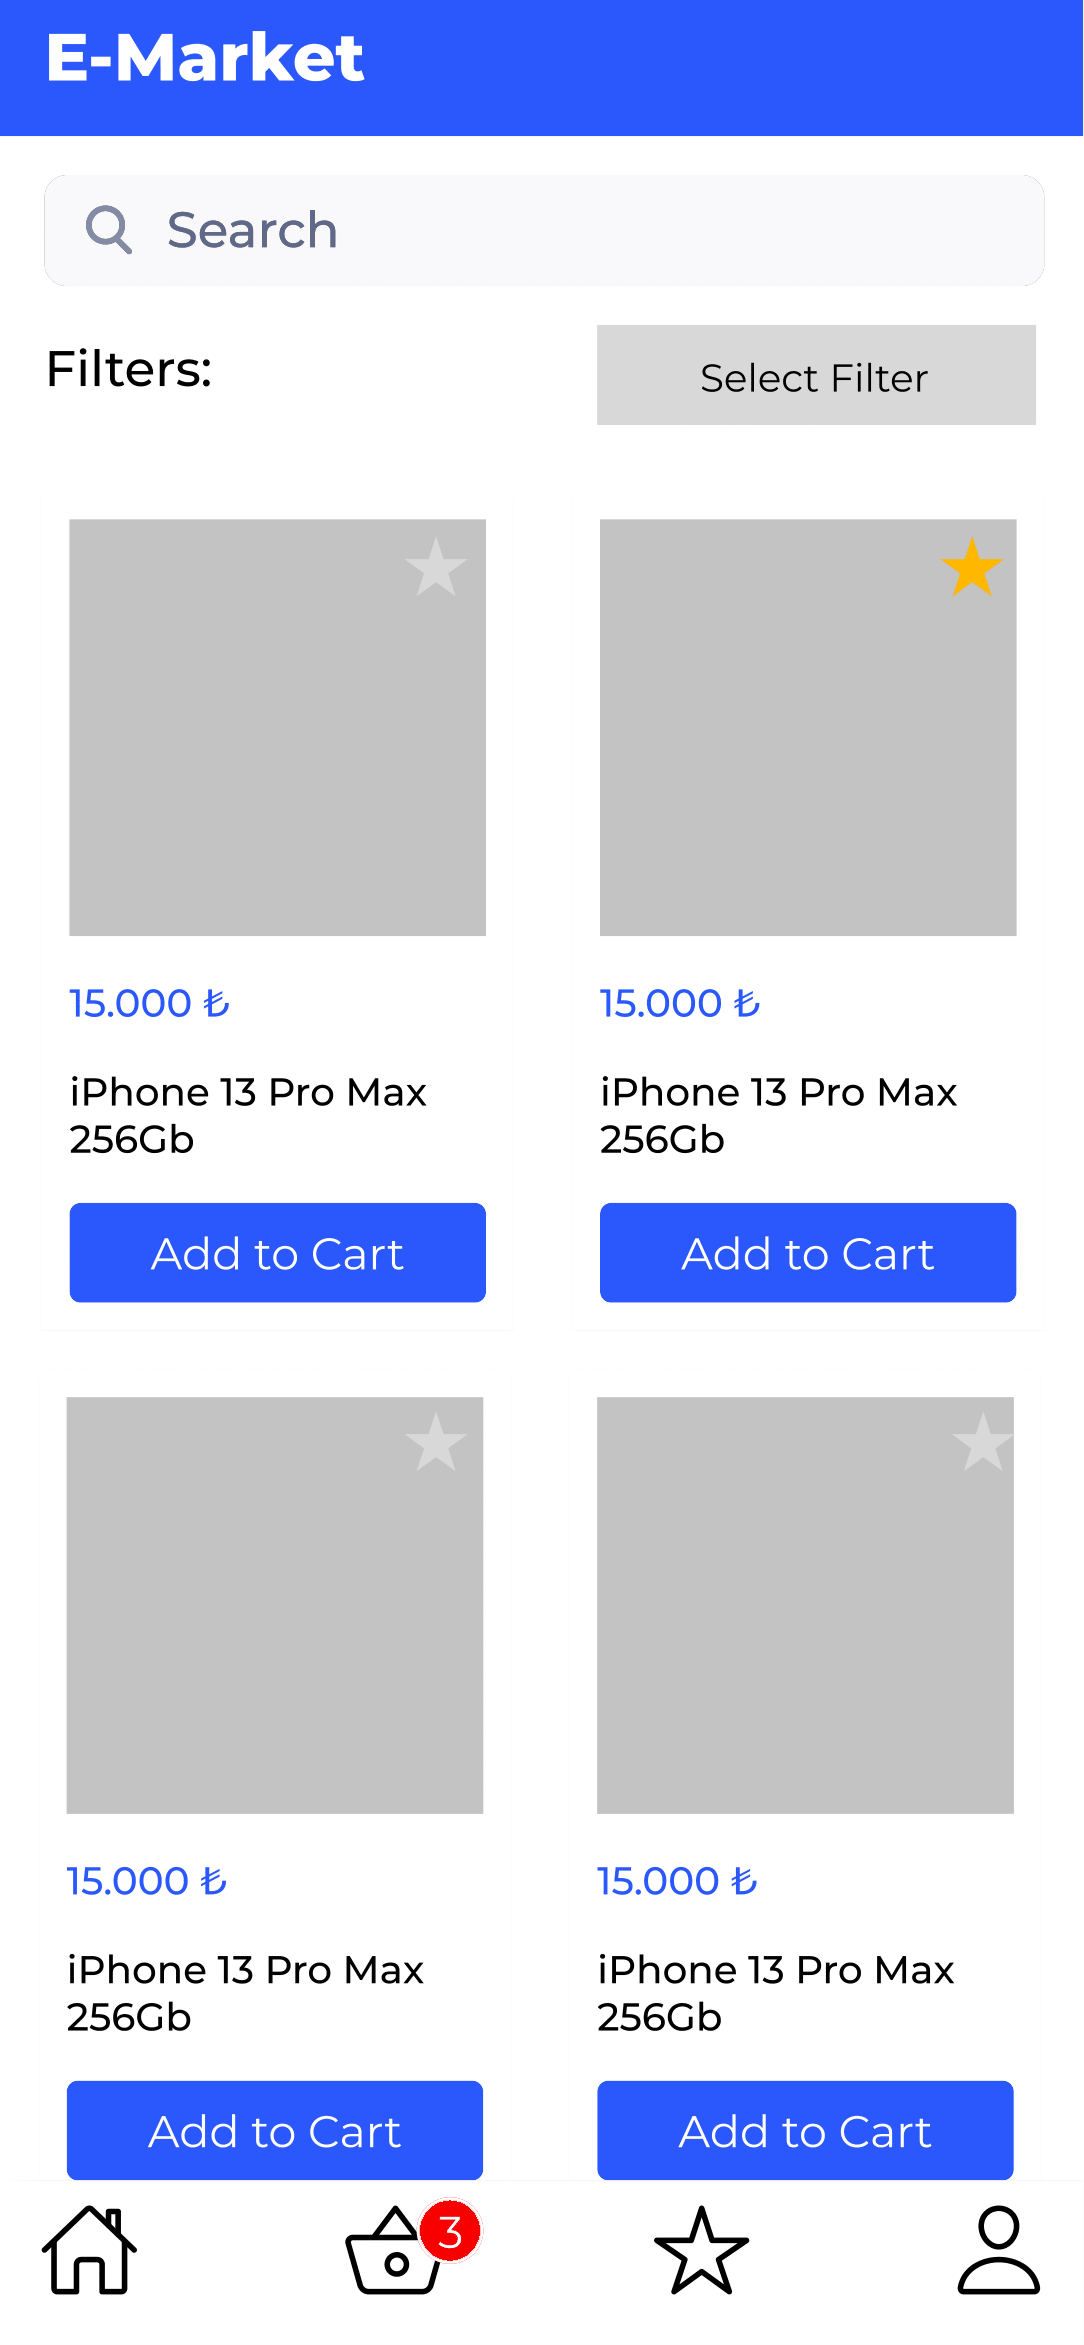 E-Market
Search
Filters:
Select Filter
15.000 ₺
iPhone 13 Pro Max
256Gb
Add to Cart
15.000 ₺
iPhone 13 Pro Max
256Gb
Add to Cart
15.000 ₺
iPhone 13 Pro Max
256Gb
Add to Cart
15.000 ₺
iPhone 13 Pro Max
256Gb
Add to Cart
3